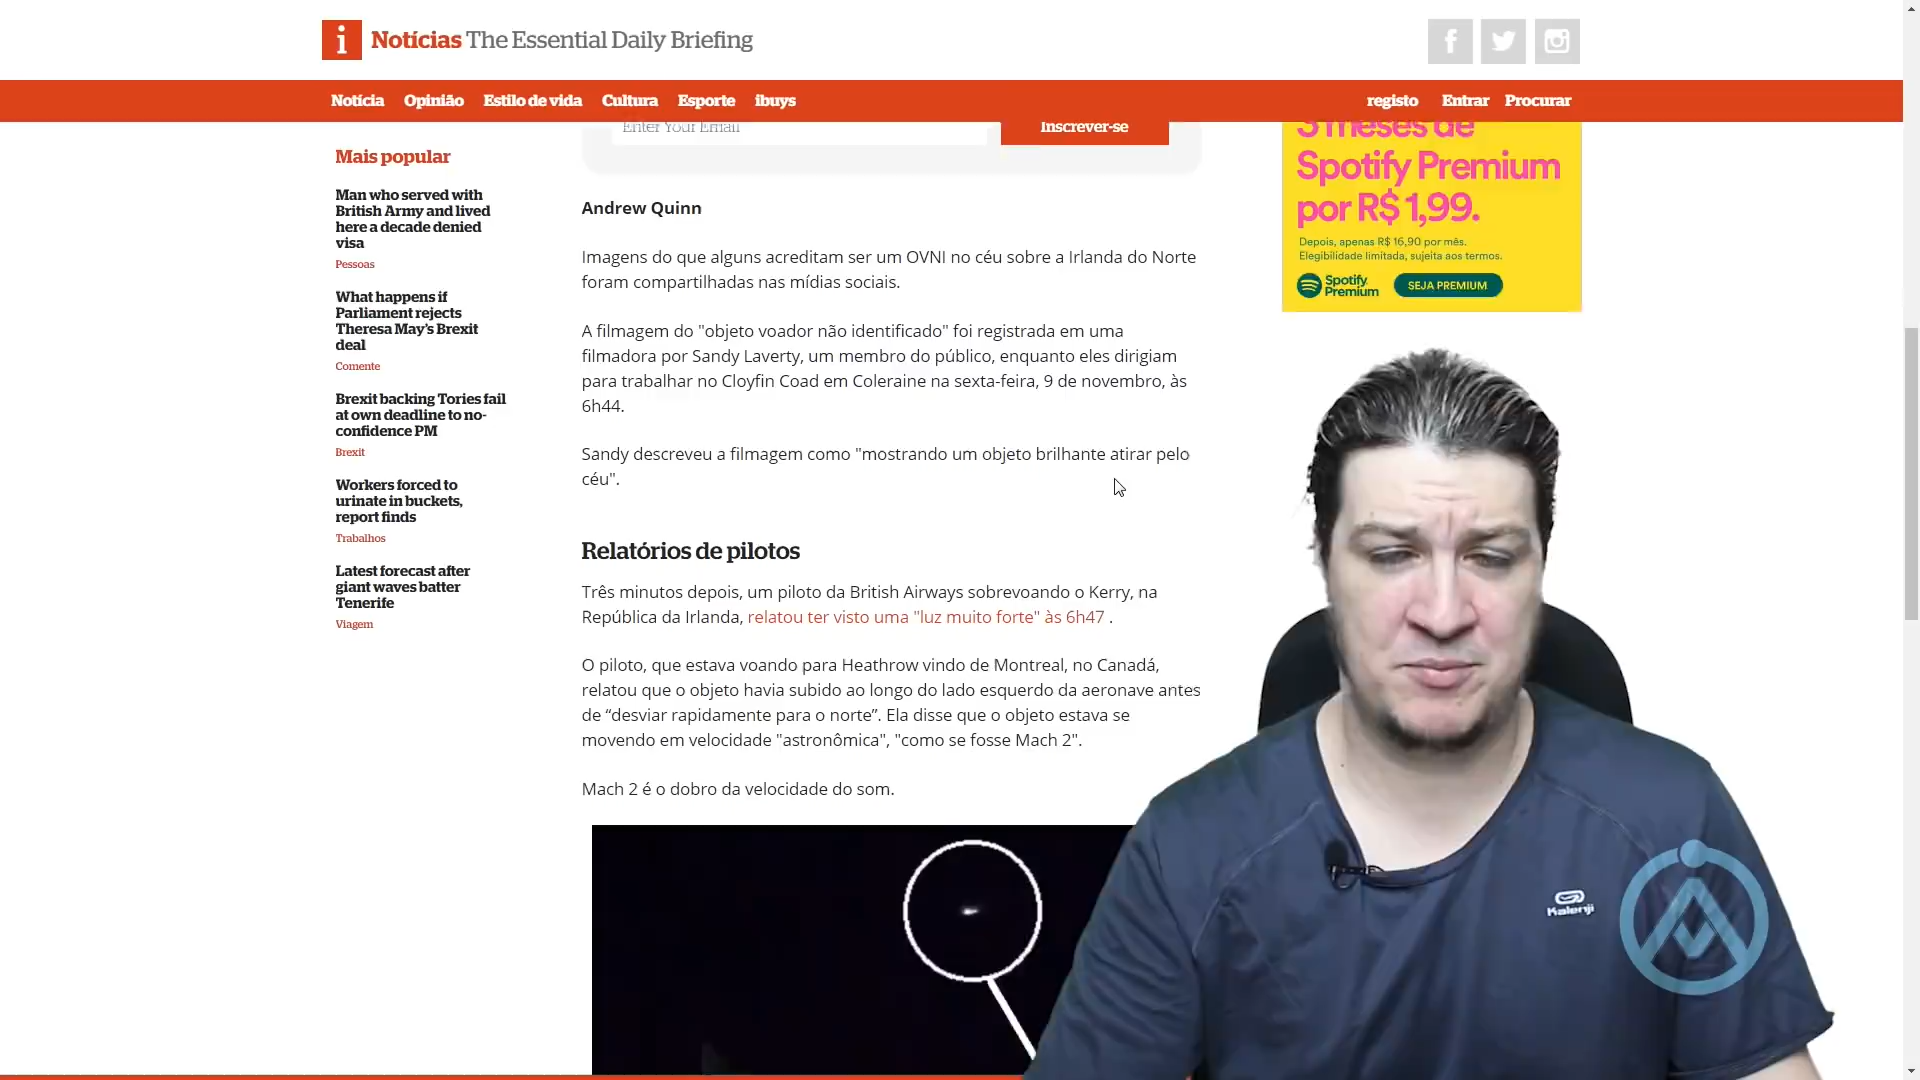 i Notícias The Essential Daily Briefing
Notícia Opinião Estilo de vida Cultura Esporte ibuys registo Entrar Procurar
Enter Your Email
Inscrever-se
Mais popular
Man who served with
British Army and lived
here a decade denied
visa
Pessoas
What happens if
Parliament rejects
Theresa May's Brexit
deal
Comente
Brexit backing Tories fail
at own deadline to no-
confidence PM
Brexit
Workers forced to
urinate in buckets,
report finds
Trabalhos
Latest forecast after
giant waves batter
Tenerife
Viagem
Andrew Quinn
Imagens do que alguns acreditam ser um OVNI no céu sobre a Irlanda do Norte
foram compartilhadas nas mídias sociais.
A filmagem do "objeto voador não identificado" foi registrada em uma
filmadora por Sandy Laverty, um membro do público, enquanto eles dirigiam
para trabalhar no Cloyfin Coad em Coleraine na sexta-feira, 9 de novembro, às
6h44.
Sandy descreveu a filmagem como "mostrando um objeto brilhante atirar pelo
céu".
Relatórios de pilotos
Três minutos depois, um piloto da British Airways sobrevoando o Kerry, na
República da Irlanda, relatou ter visto uma "luz muito forte" às 6h47 .
O piloto, que estava voando para Heathrow vindo de Montreal, no Canadá,
relatou que o objeto havia subido ao longo do lado esquerdo da aeronave antes
de “desviar rapidamente para o norte”. Ela disse que o objeto estava se
movendo em velocidade "astronômica", "como se fosse Mach 2".
Mach 2 é o dobro da velocidade do som.
3 meses de
Spotify Premium
por R$ 1,99.
Depois, apenas R$ 16,90 por mês.
Elegibilidade limitada, sujeita aos termos.
Spotify Premium
SEJA PREMIUM
Kalenji